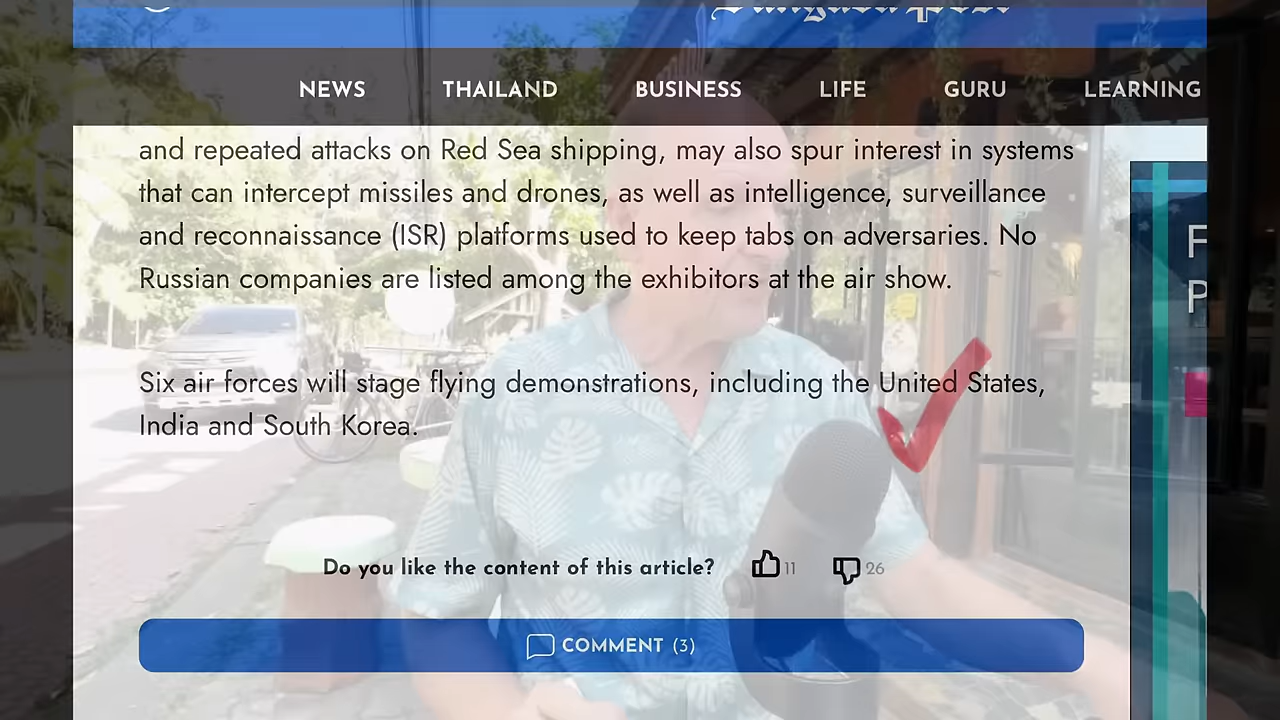 NEWS THAILAND BUSINESS LIFE GURU LEARNING
and repeated attacks on Red Sea shipping, may also spur interest in systems
that can intercept missiles and drones, as well as intelligence, surveillance
and reconnaissance (ISR) platforms used to keep tabs on adversaries. No
Russian companies are listed among the exhibitors at the air show.
F
P
Six air forces will stage flying demonstrations, including the United States,
India and South Korea.
Do you like the content of this article? 11 26
COMMENT (3)